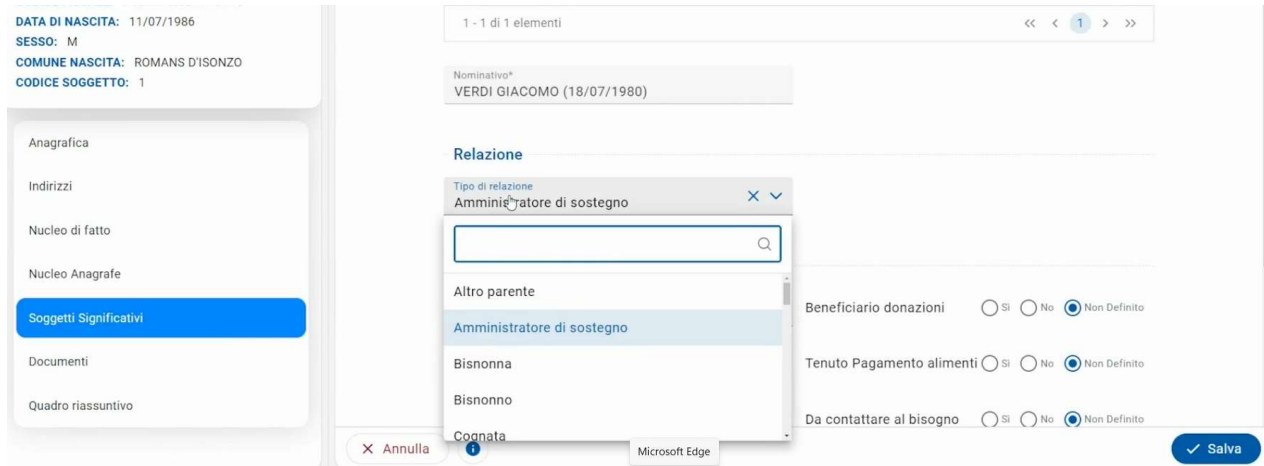 DATA DI NASCITA: 11/07/1986
SESSO: M
COMUNE NASCITA: ROMANS D'ISONZO
CODICE SOGGETTO: 1
Anagrafica
Indirizzi
Nucleo di fatto
Nucleo Anagrafe
Soggetti Significativi
Documenti
Quadro riassuntivo
1 - 1 di 1 elementi
<< < 1 > >>
Nominativo*
VERDI GIACOMO (18/07/1980)
Relazione
Tipo di relazione
Amministratore di sostegno
Altro parente
Amministratore di sostegno
Bisnonna
Bisnonno
Cognata
Beneficiario donazioni Sì No Non Definito
Tenuto Pagamento alimenti Sì No Non Definito
Da contattare al bisogno Sì No Non Definito
Annulla
Microsoft Edge
Salva